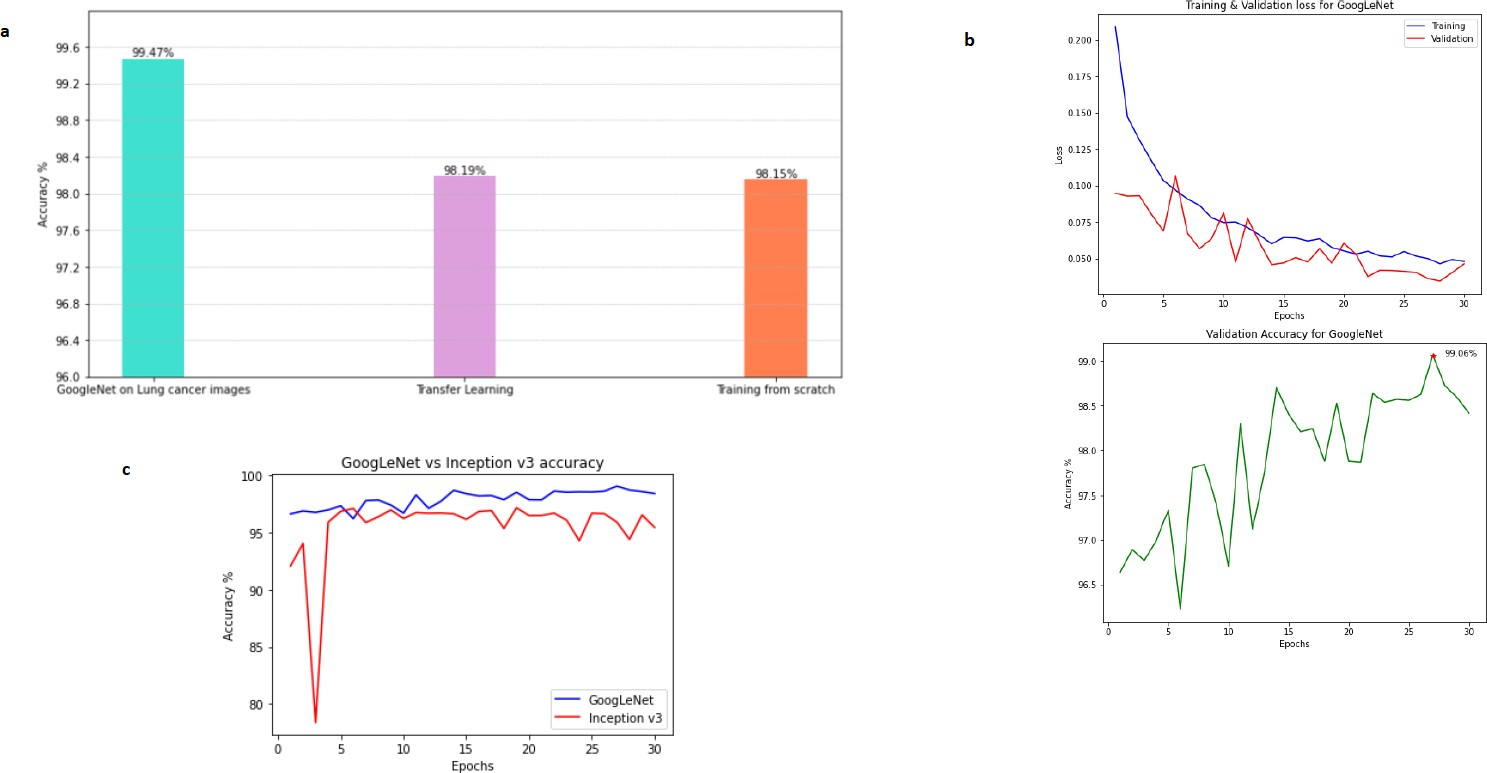 a
99.6
99.2
98.8
98.4
98.0
97.6
97.2
96.8
96.4
96.0
Accuracy %
99.47%
98.19%
98.15%
GoogleNet on Lung cancer images
Transfer Learning
Training from scratch
b
Training & Validation loss for GoogLeNet
Training
Validation
0.200
0.175
0.150
0.125
0.100
0.075
0.050
Loss
0 5 10 15 20 25 30
Epochs
Validation Accuracy for GoogleNet
99.06%
99.0
98.5
98.0
97.5
97.0
96.5
Accuracy %
0 5 10 15 20 25 30
Epochs
c
GoogLeNet vs Inception v3 accuracy
100
95
90
85
80
Accuracy %
GoogLeNet
Inception v3
0 5 10 15 20 25 30
Epochs